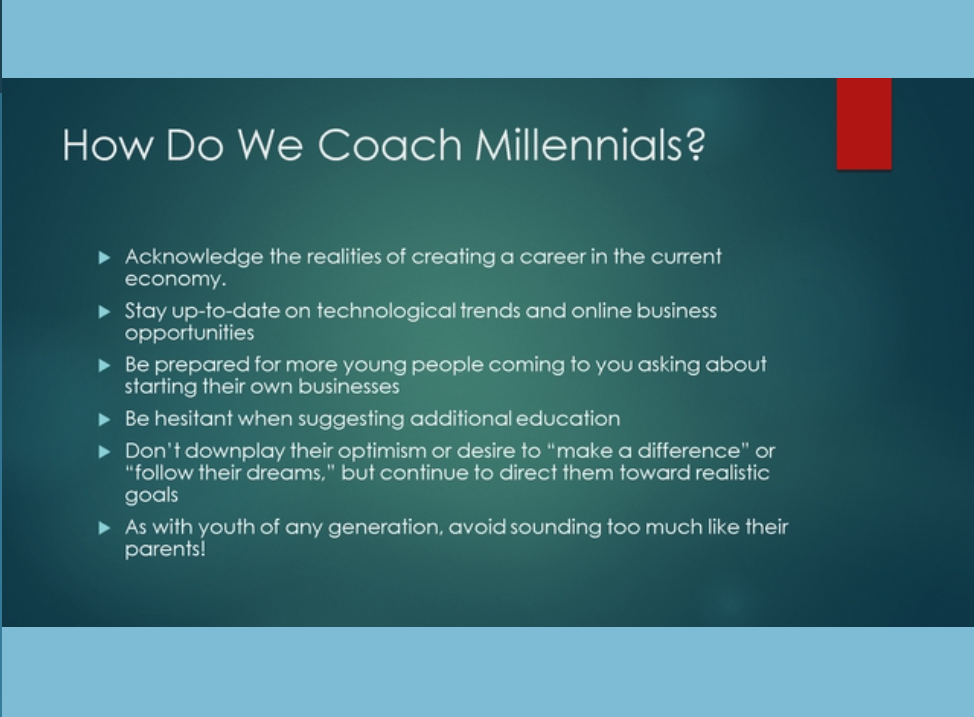 How Do We Coach Millennials?
Acknowledge the realities of creating a career in the current
economy.
Stay up-to-date on technological trends and online business
opportunities
Be prepared for more young people coming to you asking about
starting their own businesses
Be hesitant when suggesting additional education
Don't downplay their optimism or desire to “make a difference” or
“follow their dreams,” but continue to direct them toward realistic
goals
As with youth of any generation, avoid sounding too much like their
parents!